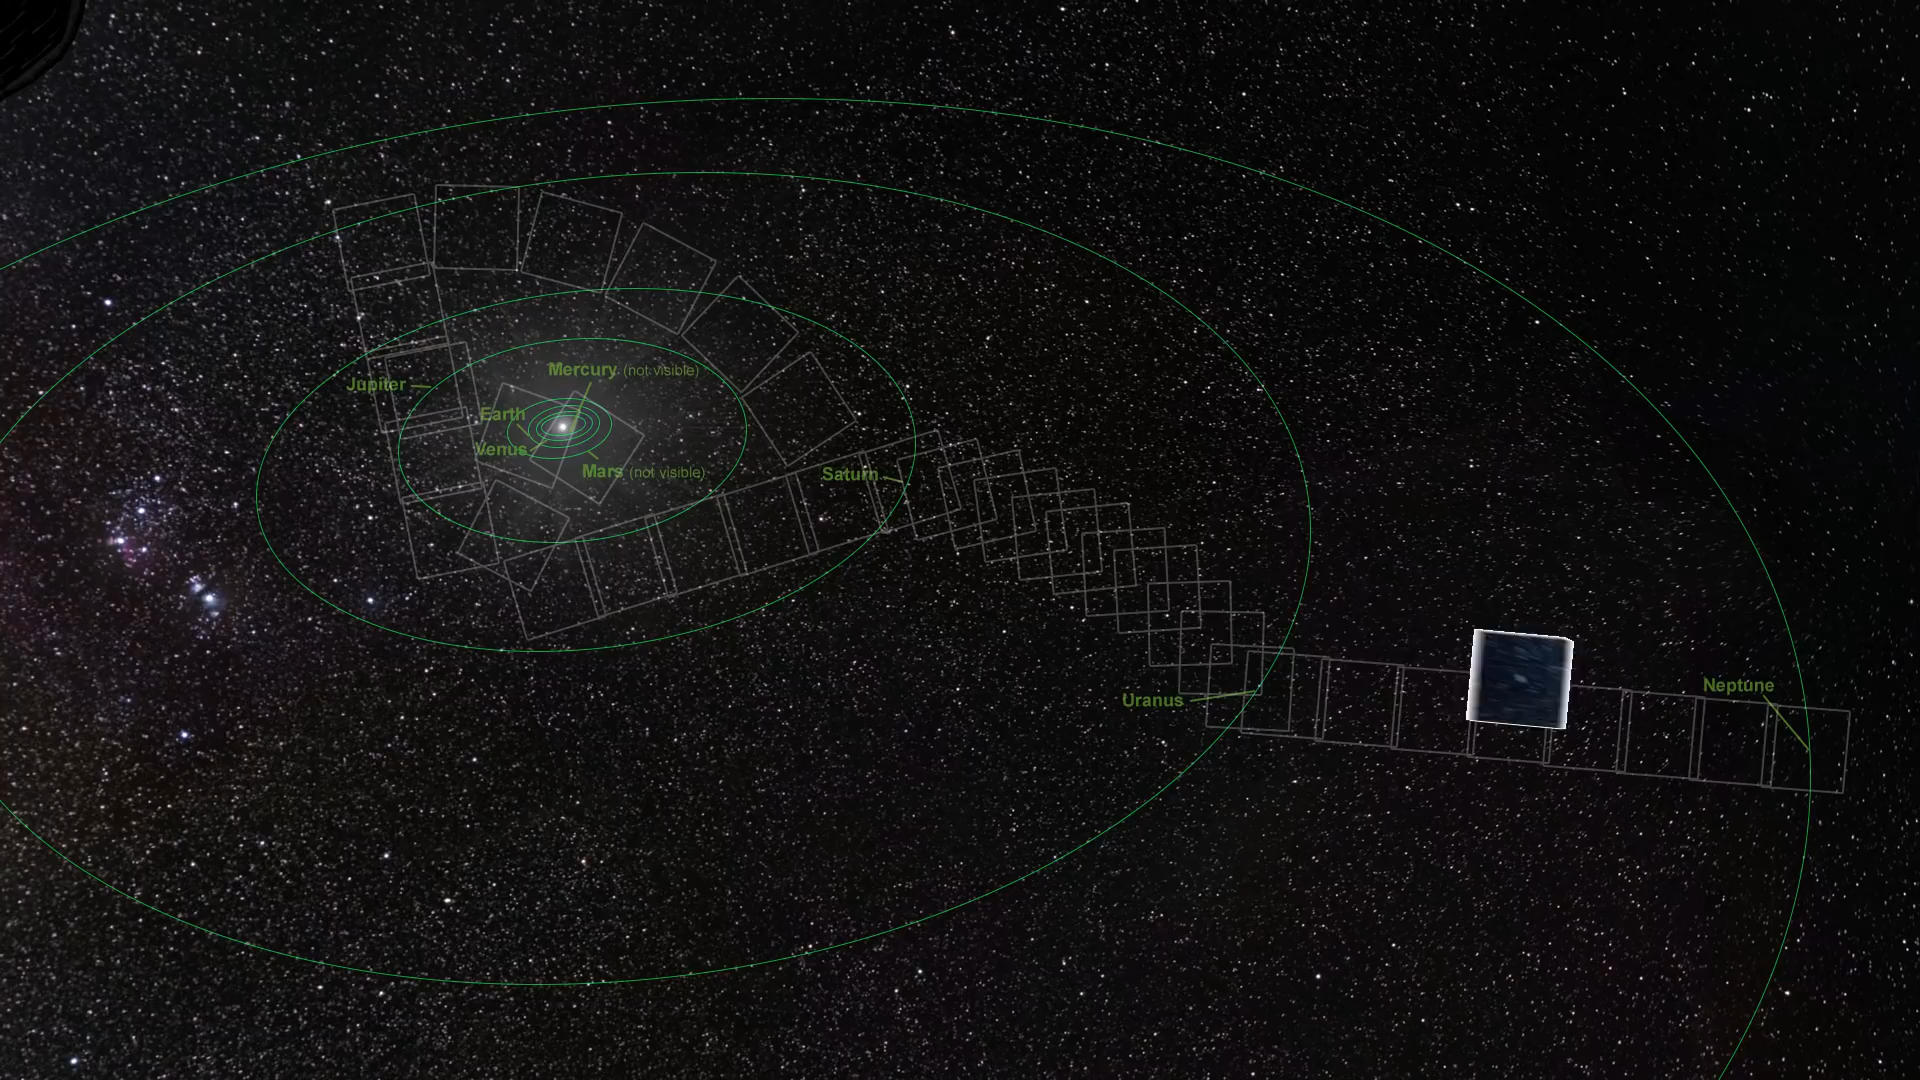 Mercury (not visible)
Jupiter
Earth
Venus
Mars (not visible)
Saturn
Uranus
Neptune